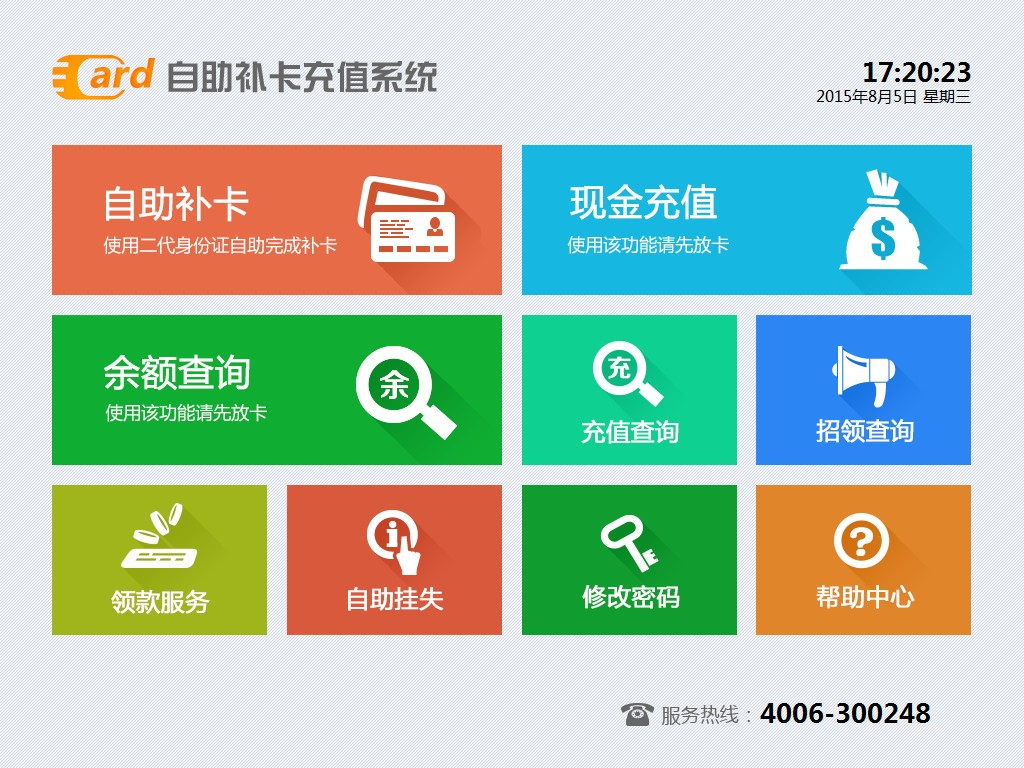 Card 自助补卡充值系统
17:20:23
2015年8月5日 星期三
自助补卡
使用二代身份证自助完成补卡
现金充值
使用该功能请先放卡
$
余额查询
使用该功能请先放卡
余
充
充值查询
招领查询
领款服务
i
自助挂失
修改密码
?
帮助中心
服务热线：4006-300248